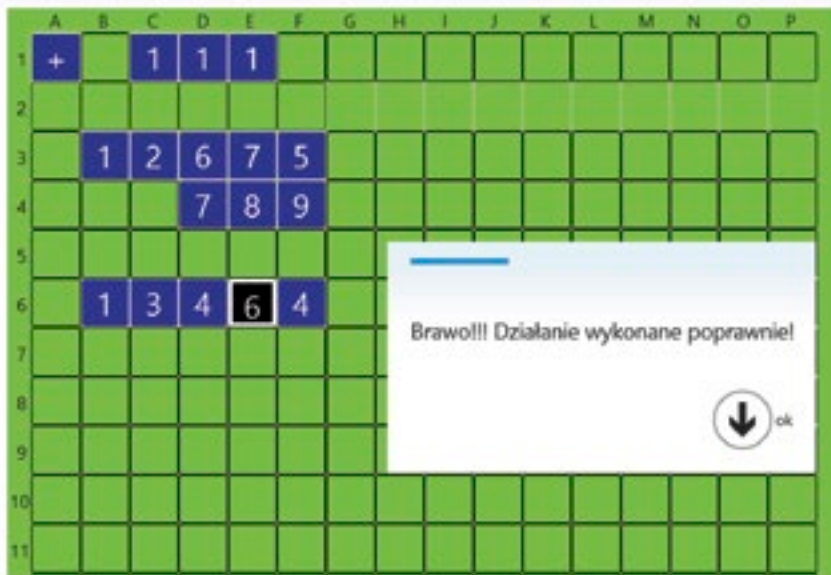 A B C D E F G H I J K L M N O P
1 + 1 1 1
2
3 1 2 6 7 5
4 7 8 9
5
6 1 3 4 6 4
Brawo!!! Działanie wykonane poprawnie!
7
8
ok
9
10
11